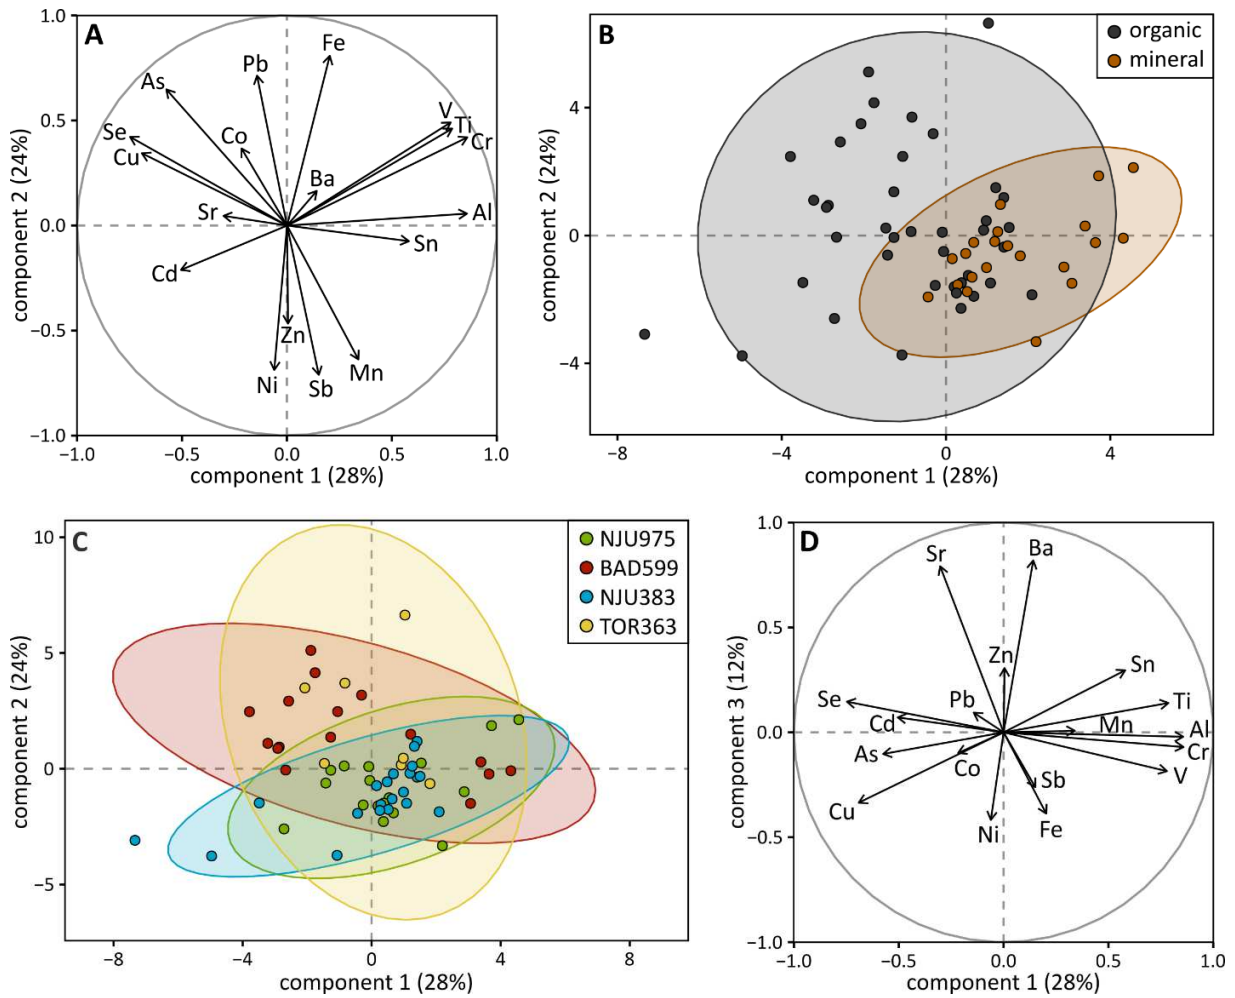 A
1.0
0.5
0.0
−0.5
−1.0
component 2 (24%)
Fe
Pb
As
V
Ti
Cr
Co
Se
Cu
Ba
Sr
Al
Sn
Cd
Zn
Ni
Sb
Mn
−1.0 −0.5 0.0 0.5 1.0
component 1 (28%)
B
organic
mineral
4
0
−4
component 2 (24%)
−8 −4 0 4
component 1 (28%)
C
NJU975
BAD599
NJU383
TOR363
10
5
0
−5
component 2 (24%)
−8 −4 0 4 8
component 1 (28%)
D
1.0
0.5
0.0
−0.5
−1.0
component 3 (12%)
Sr
Ba
Zn
Sn
Se
Pb
Ti
Cd
Mn
Al
As
Cr
Co
Sb
V
Cu
Ni
Fe
−1.0 −0.5 0.0 0.5 1.0
component 1 (28%)